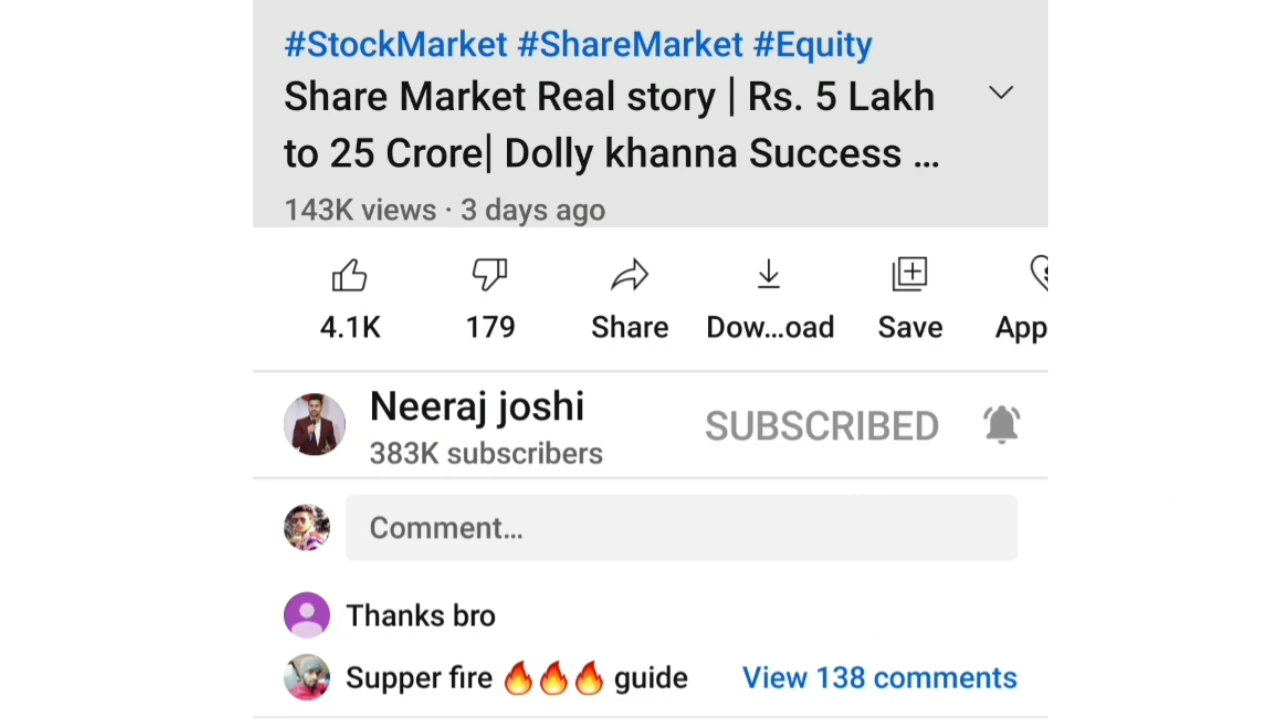 #StockMarket #ShareMarket #Equity
Share Market Real story | Rs. 5 Lakh
to 25 Crore| Dolly khanna Success ...
143K views · 3 days ago
4.1K 179 Share Dow...oad Save App
Neeraj joshi SUBSCRIBED
383K subscribers
Comment...
Thanks bro
Supper fire 🔥🔥🔥 guide View 138 comments